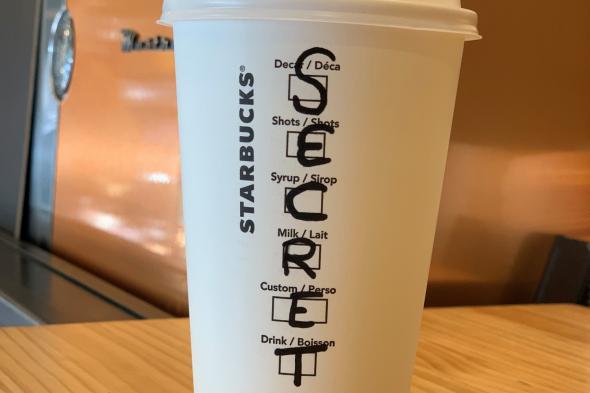 STARBUCKS®
Decaf / Déca
Shots / Shots
Syrup / Sirop
Milk / Lait
Custom / Perso
Drink / Boisson
SECRET